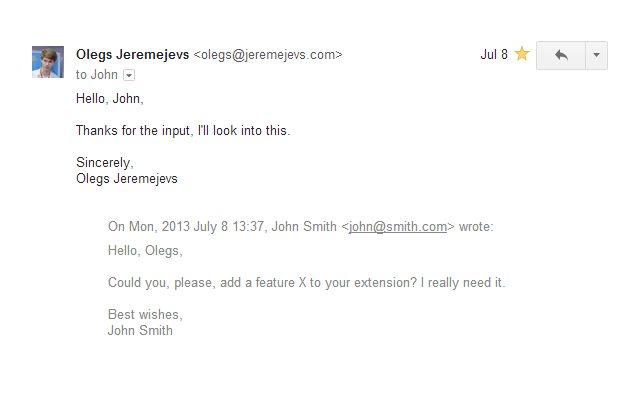 Olegs Jeremejevs <olegs@jeremejevs.com> Jul 8
to John
Hello, John,
Thanks for the input, I'll look into this.
Sincerely,
Olegs Jeremejevs
On Mon, 2013 July 8 13:37, John Smith <john@smith.com> wrote:
Hello, Olegs,
Could you, please, add a feature X to your extension? I really need it.
Best wishes,
John Smith